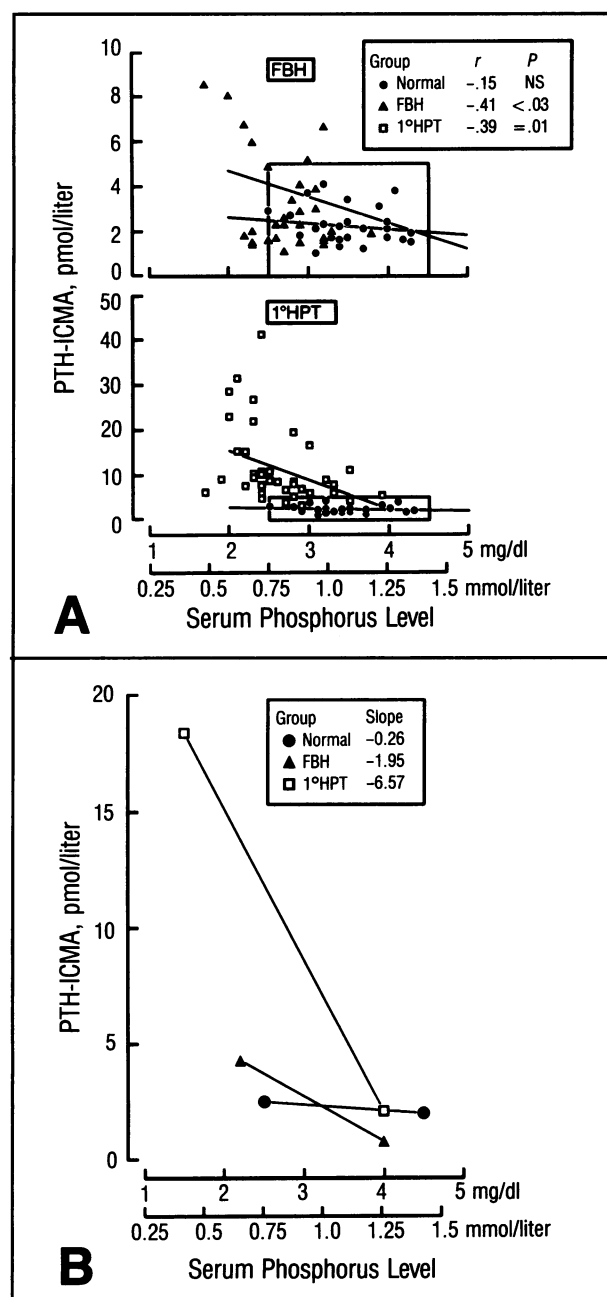 10
8
6
4
2
0
FBH
Group r P
Normal -.15 NS
FBH -.41 <.03
1°HPT -.39 =.01
PTH-ICMA, pmol/liter
50
40
30
20
10
0
1°HPT
1 2 3 4 5 mg/dl
0.25 0.5 0.75 1.0 1.25 1.5 mmol/liter
Serum Phosphorus Level
A
20
15
10
5
0
Group Slope
Normal -0.26
FBH -1.95
1°HPT -6.57
PTH-ICMA, pmol/liter
1 2 3 4 5 mg/dl
0.25 0.5 0.75 1.0 1.25 1.5 mmol/liter
Serum Phosphorus Level
B